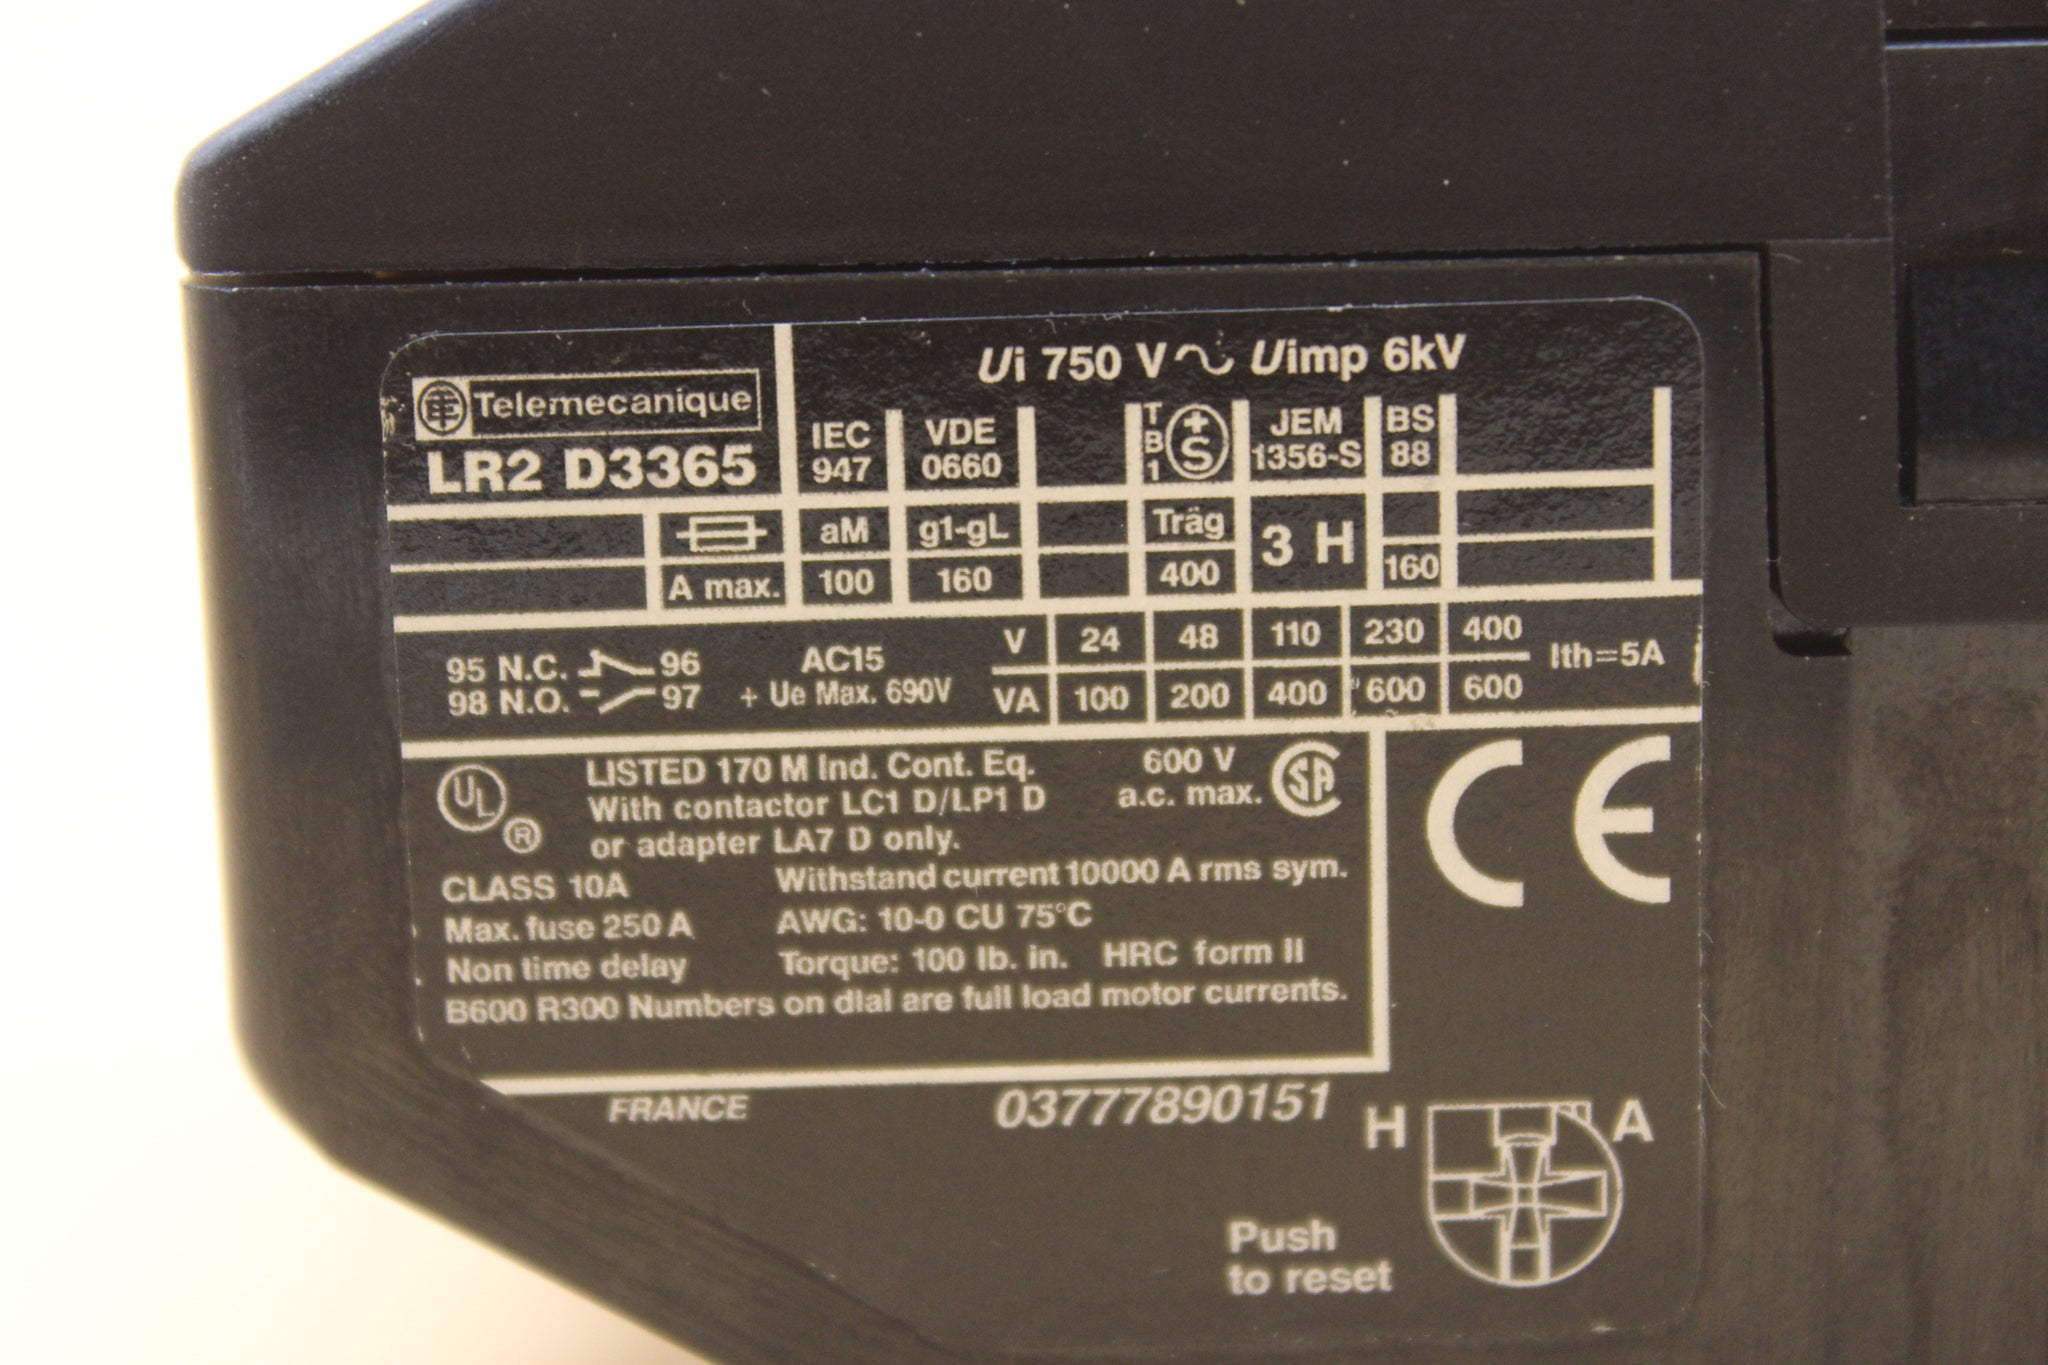 Telemecanique
LR2 D3365
Ui 750 V ~ Uimp 6kV
IEC 947 VDE 0660 TB1 +S JEM 1356-S BS 88
aM g1-gL Träg 3 H
A max. 100 160 400 160
95 N.C. 96
98 N.O. 97
AC15
+ Ue Max. 690V
V 24 48 110 230 400
VA 100 200 400 600 600
Ith=5A
UL ®
LISTED 170 M Ind. Cont. Eq.
With contactor LC1 D/LP1 D
or adapter LA7 D only.
600 V
a.c. max.
SA
CE
CLASS 10A Withstand current 10000 A rms sym.
Max. fuse 250 A AWG: 10-0 CU 75°C
Non time delay Torque: 100 lb. in. HRC form II
B600 R300 Numbers on dial are full load motor currents.
FRANCE 03777890151
H A
Push
to reset